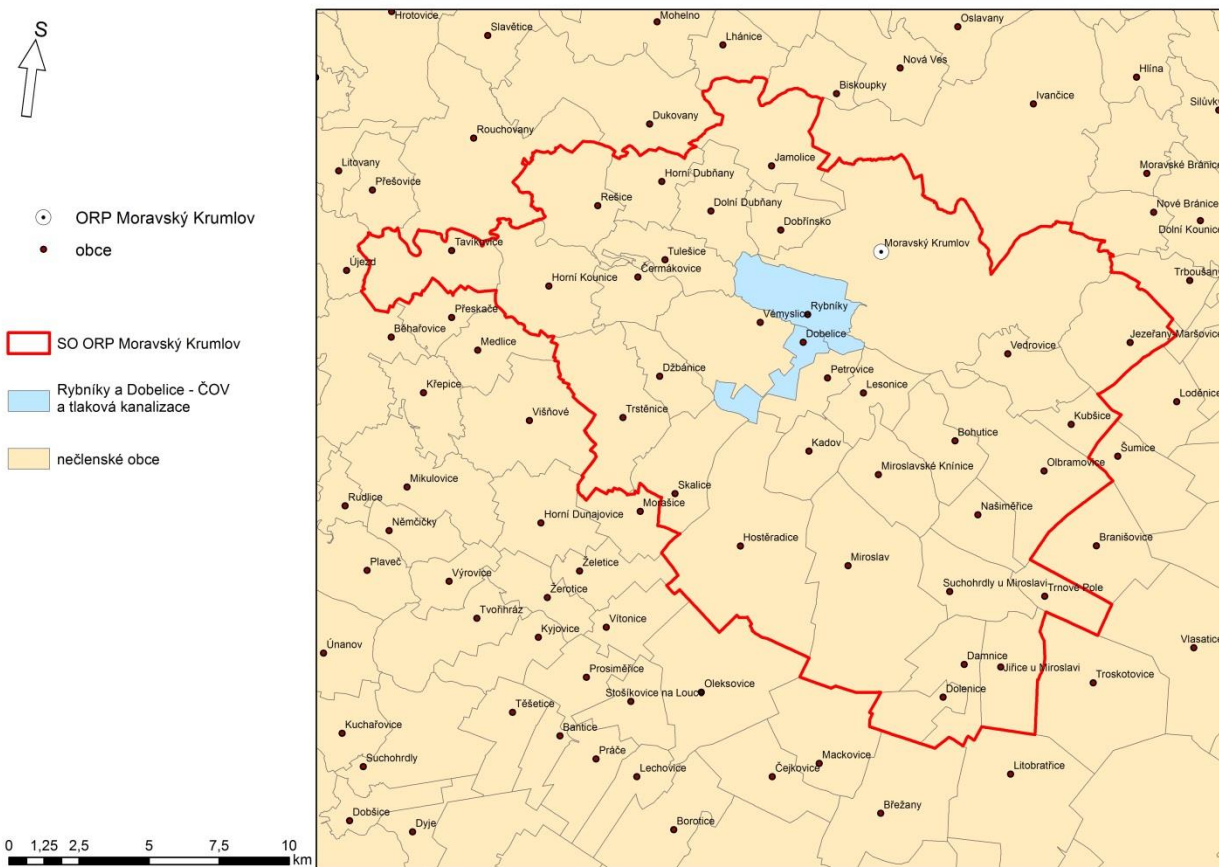 S
ORP Moravský Krumlov
obce
SO ORP Moravský Krumlov
Rybníky a Dobelice - ČOV
a tlaková kanalizace
nečlenské obce
0 1,25 2,5 5 7,5 10
km
Hrotovice
Slavětice
Mohelno
Lhánice
Oslavany
Nová Ves
Biskoupky
Hlína
Ivančice
Silůvky
Dukovany
Rouchovany
Litovany
Přešovice
Jamolice
Moravské Bránice
Horní Dubňany
Rešice
Dolní Dubňany
Nové Bránice
Dolní Kounice
Dobřínsko
Moravský Krumlov
Tavíkovice
Újezd
Tulešice
Čermákovice
Horní Kounice
Trboušany
Přeskače
Běhařovice
Medlice
Rybníky
Vémyslice
Dobelice
Jezeřany-Maršovice
Vedrovice
Džbánice
Petrovice
Lesonice
Křepice
Loděnice
Višňové
Trstěnice
Kubšice
Bohutice
Kadov
Šumice
Miroslavské Knínice
Olbramovice
Mikulovice
Skalice
Rudlice
Morašice
Našiměřice
Horní Dunajovice
Němčičky
Hostěradice
Branišovice
Miroslav
Plaveč
Želetice
Výrovice
Suchohrdly u Miroslavi
Trnové Pole
Žerotice
Tvořihráz
Vítonice
Kyjovice
Únanov
Vlasatice
Damnice
Jiřice u Miroslavi
Prosiměřice
Troskotovice
Oleksovice
Stošíkovice na Louce
Dolenice
Těšetice
Kuchařovice
Bantice
Práče
Suchohrdly
Lechovice
Mackovice
Čejkovice
Litobratřice
Břežany
Dobšice
Dyje
Borotice